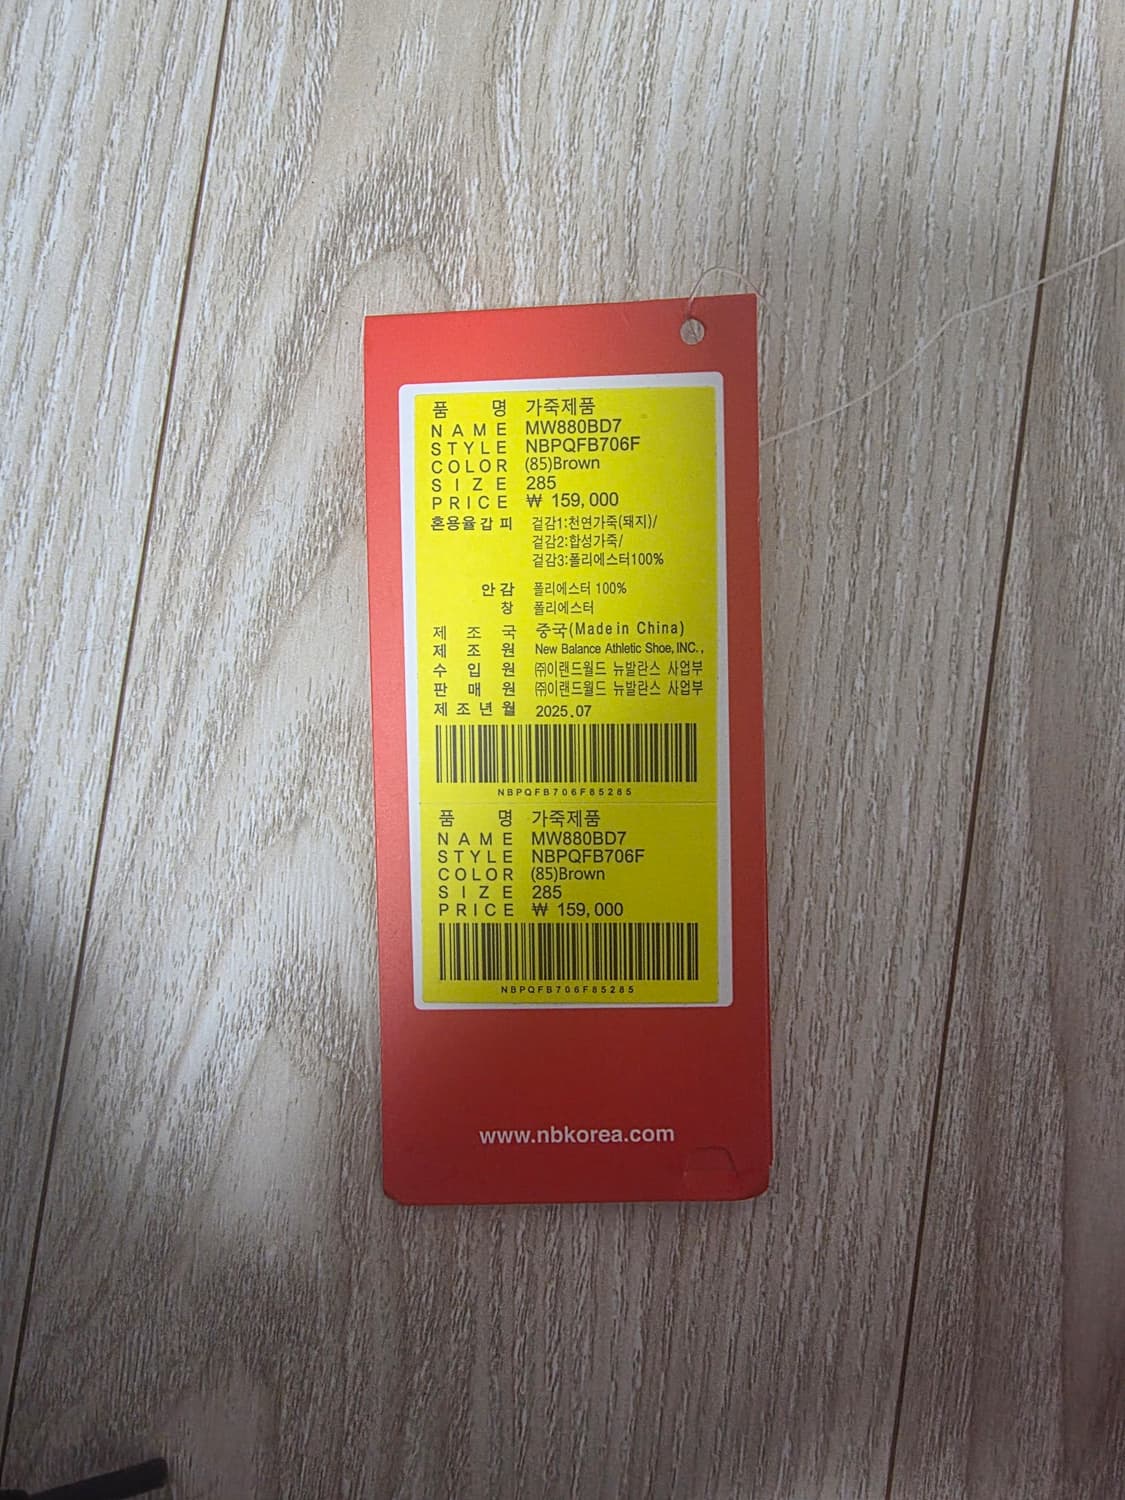 품 명 가죽제품
NAME MW880BD7
STYLE NBPQFB706F
COLOR (85)Brown
SIZE 285
PRICE ₩ 159,000
혼용율갑피 겉감1:천연가죽(돼지)/
겉감2:합성가죽/
겉감3:폴리에스터100%
안감 폴리에스터 100%
창 폴리에스터
제조국 중국(Made in China)
제조원 New Balance Athletic Shoe, INC.,
수입원 ㈜이랜드월드 뉴발란스 사업부
판매원 ㈜이랜드월드 뉴발란스 사업부
제조년월 2025.07
NBPQFB706F85285
품 명 가죽제품
NAME MW880BD7
STYLE NBPQFB706F
COLOR (85)Brown
SIZE 285
PRICE ₩ 159,000
NBPQFB706F85285
www.nbkorea.com